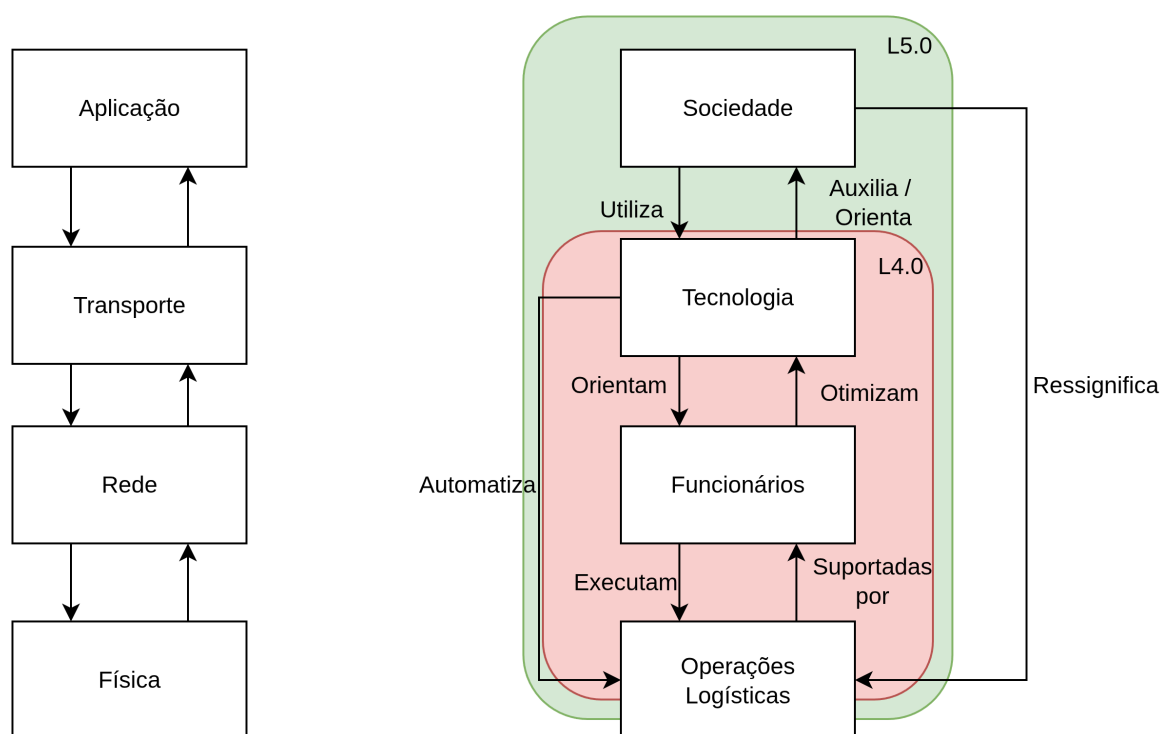 Aplicação
Transporte
Rede
Física
L5.0
Sociedade
Utiliza
Auxilia /
Orienta
L4.0
Tecnologia
Orientam
Otimizam
Ressignifica
Automatiza
Funcionários
Executam
Suportadas
por
Operações
Logísticas